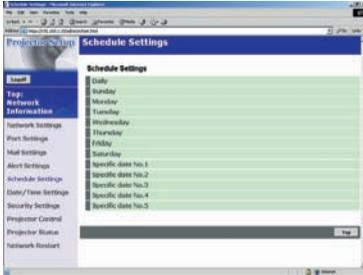 Projector Setup
Schedule Settings
Schedule Settings
Logoff
Daily
Sunday
Top:
Network
Information
Monday
Tuesday
Wednesday
Network Settings
Thursday
Port Settings
Friday
Mail Settings
Saturday
Alert Settings
Specific date No.1
Schedule Settings
Specific date No.2
Date/Time Settings
Specific date No.3
Security Settings
Specific date No.4
Projector Control
Specific date No.5
Projector Status
Top
Network Restart